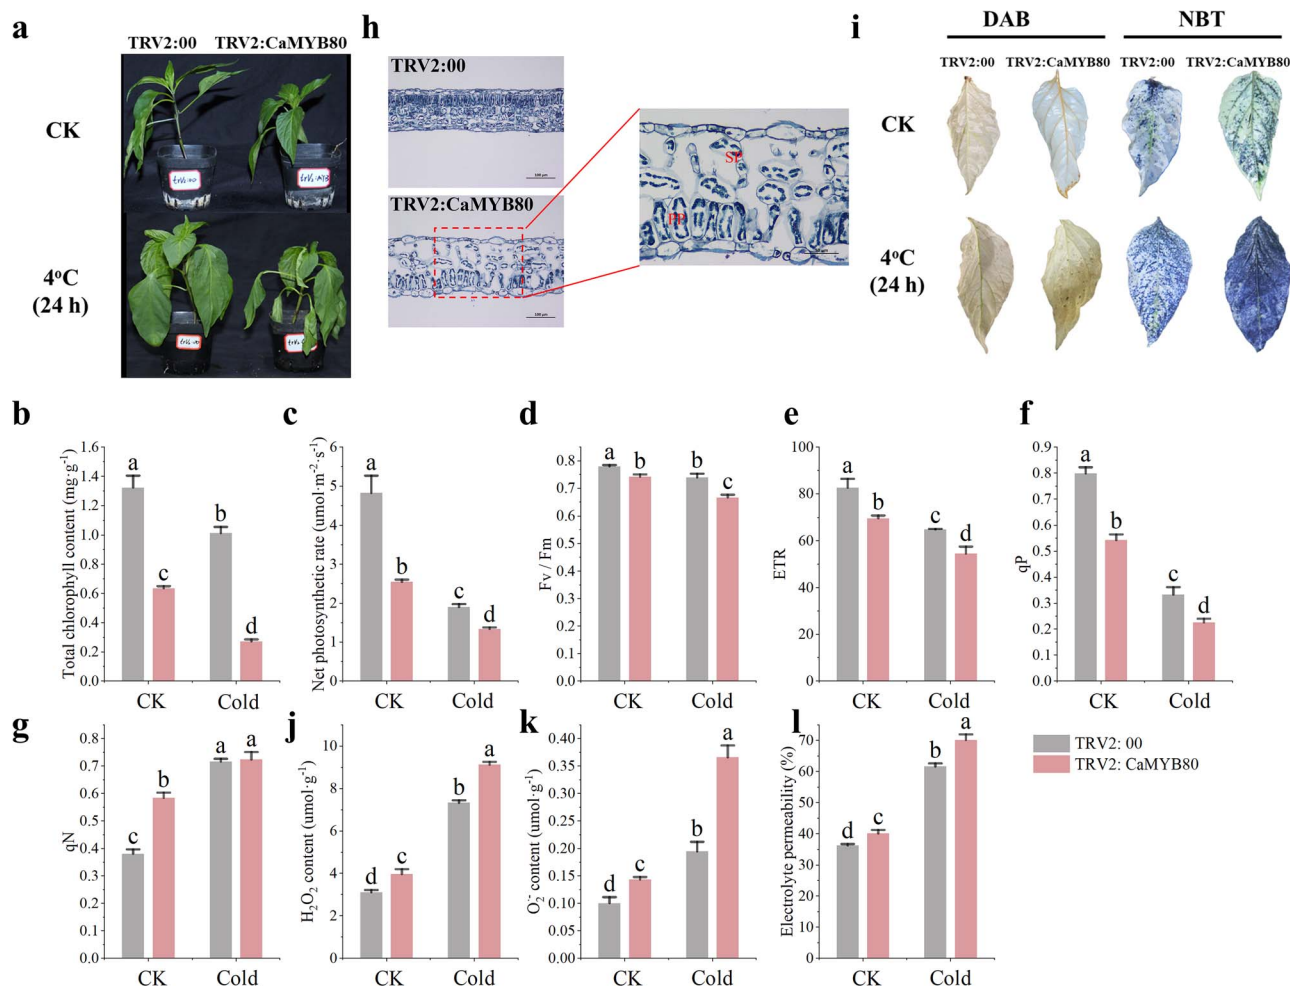 a
TRV2:00 TRV2:CaMYB80
CK
4°C
(24 h)
h
TRV2:00
100 μm
TRV2:CaMYB80
100 μm
SP
PP
i
DAB NBT
TRV2:00 TRV2:CaMYB80 TRV2:00 TRV2:CaMYB80
CK
4°C
(24 h)
b
Total chlorophyll content (mg·g⁻¹)
1.6
1.4
1.2
1.0
0.8
0.6
0.4
0.2
0.0
a
c
b
d
CK Cold
c
Net photosynthetic rate (umol·m⁻²·s⁻¹)
6
5
4
3
2
1
0
a
b
c
d
CK Cold
d
Fv / Fm
0.8
0.7
0.6
0.5
0.4
0.3
0.2
0.1
0.0
a
b
b
c
CK Cold
e
ETR
100
80
60
40
20
0
a
b
c
d
CK Cold
f
qP
0.9
0.8
0.7
0.6
0.5
0.4
0.3
0.2
0.1
0.0
a
b
c
d
CK Cold
g
qN
0.8
0.7
0.6
0.5
0.4
0.3
0.2
0.1
0.0
c
b
a
a
CK Cold
j
H₂O₂ content (umol·g⁻¹)
10
8
6
4
2
0
d
c
b
a
CK Cold
k
O₂⁻ content (umol·g⁻¹)
0.40
0.35
0.30
0.25
0.20
0.15
0.10
0.05
0.00
d
c
b
a
CK Cold
l
Electrolyte permeability (%)
70
60
50
40
30
20
10
0
d
c
b
a
CK Cold
TRV2: 00
TRV2: CaMYB80